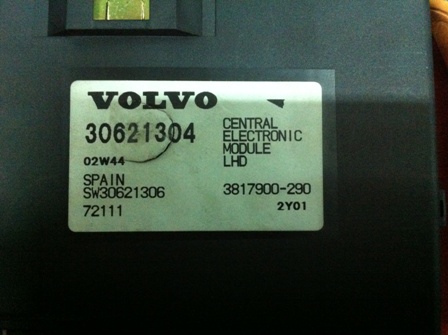 VOLVO
30621304
CENTRAL
ELECTRONIC
MODULE
LHD
02W44
SPAIN
SW30621306
3817900-290
72111
2Y01